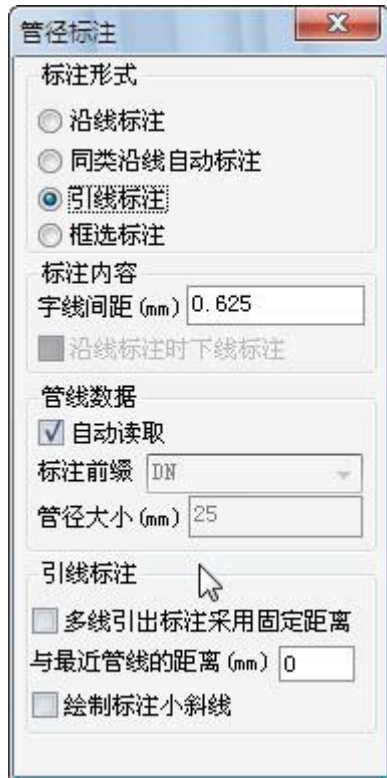 管径标注
标注形式
沿线标注
同类沿线自动标注
引线标注
框选标注
标注内容
字线间距(mm) 0.625
沿线标注时下线标注
管线数据
自动读取
标注前缀 DN
管径大小(mm) 25
引线标注
多线引出标注采用固定距离
与最近管线的距离(mm) 0
绘制标注小斜线